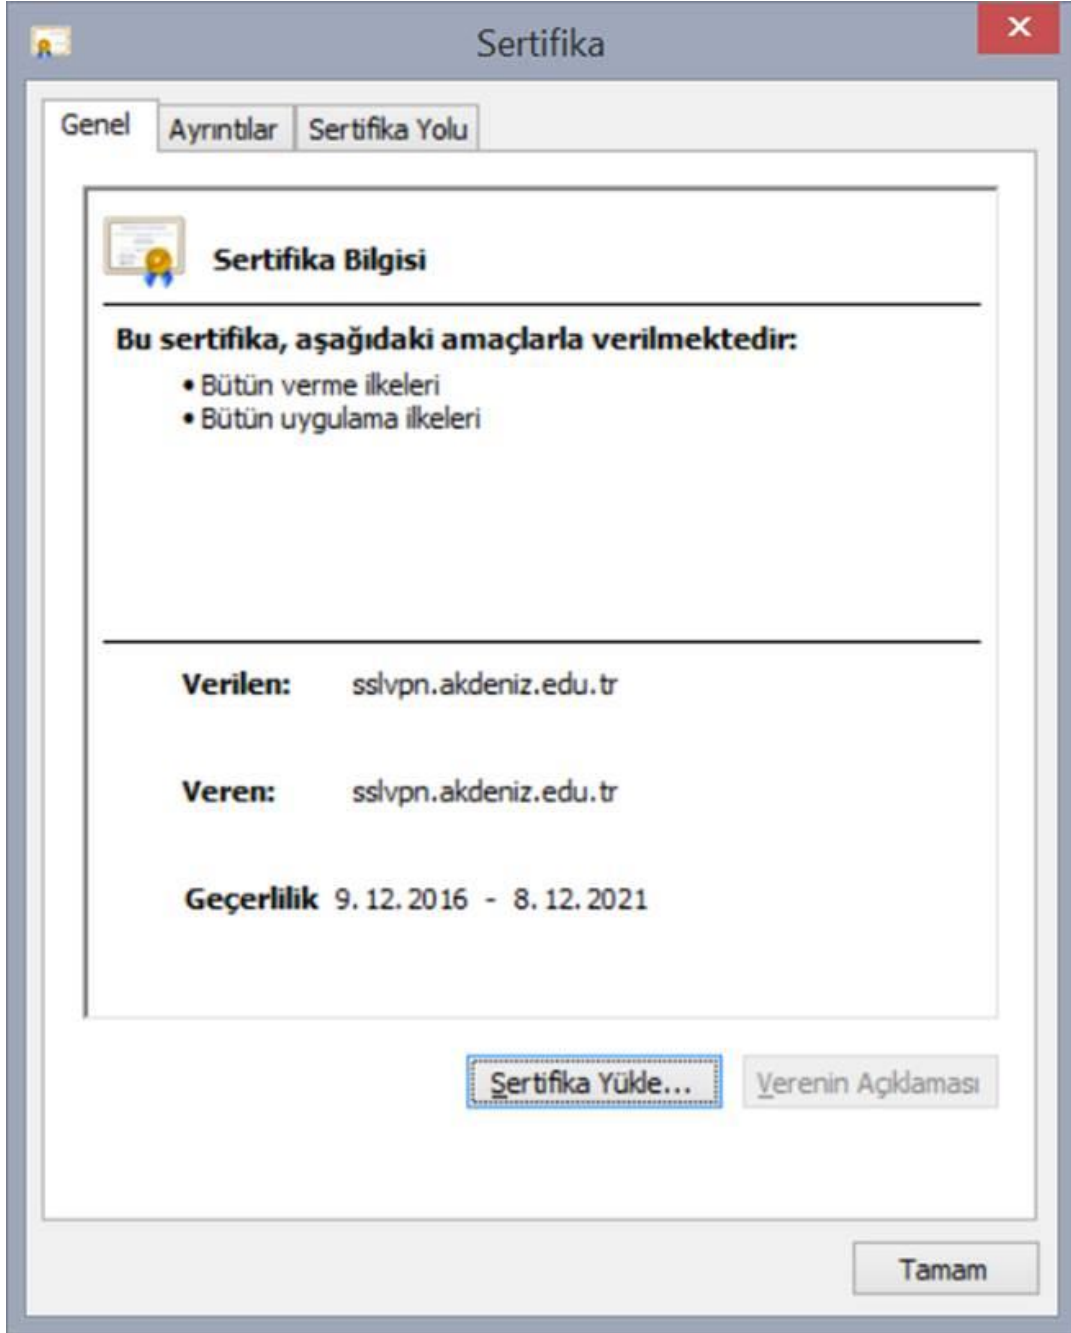 Sertifika
Genel Ayrıntılar Sertifika Yolu
Sertifika Bilgisi
Bu sertifika, aşağıdaki amaçlarla verilmektedir:
• Bütün verme ilkeleri
• Bütün uygulama ilkeleri
Verilen: sslvpn.akdeniz.edu.tr
Veren: sslvpn.akdeniz.edu.tr
Geçerlilik 9. 12. 2016 - 8. 12. 2021
Sertifika Yükle... Verenin Açıklaması
Tamam